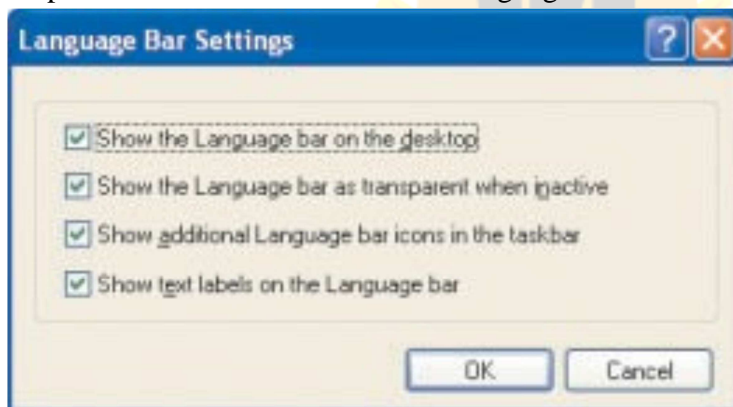 Language Bar Settings
?
Show the Language bar on the desktop
Show the Language bar as transparent when inactive
Show additional Language bar icons in the taskbar
Show text labels on the Language bar
OK Cancel